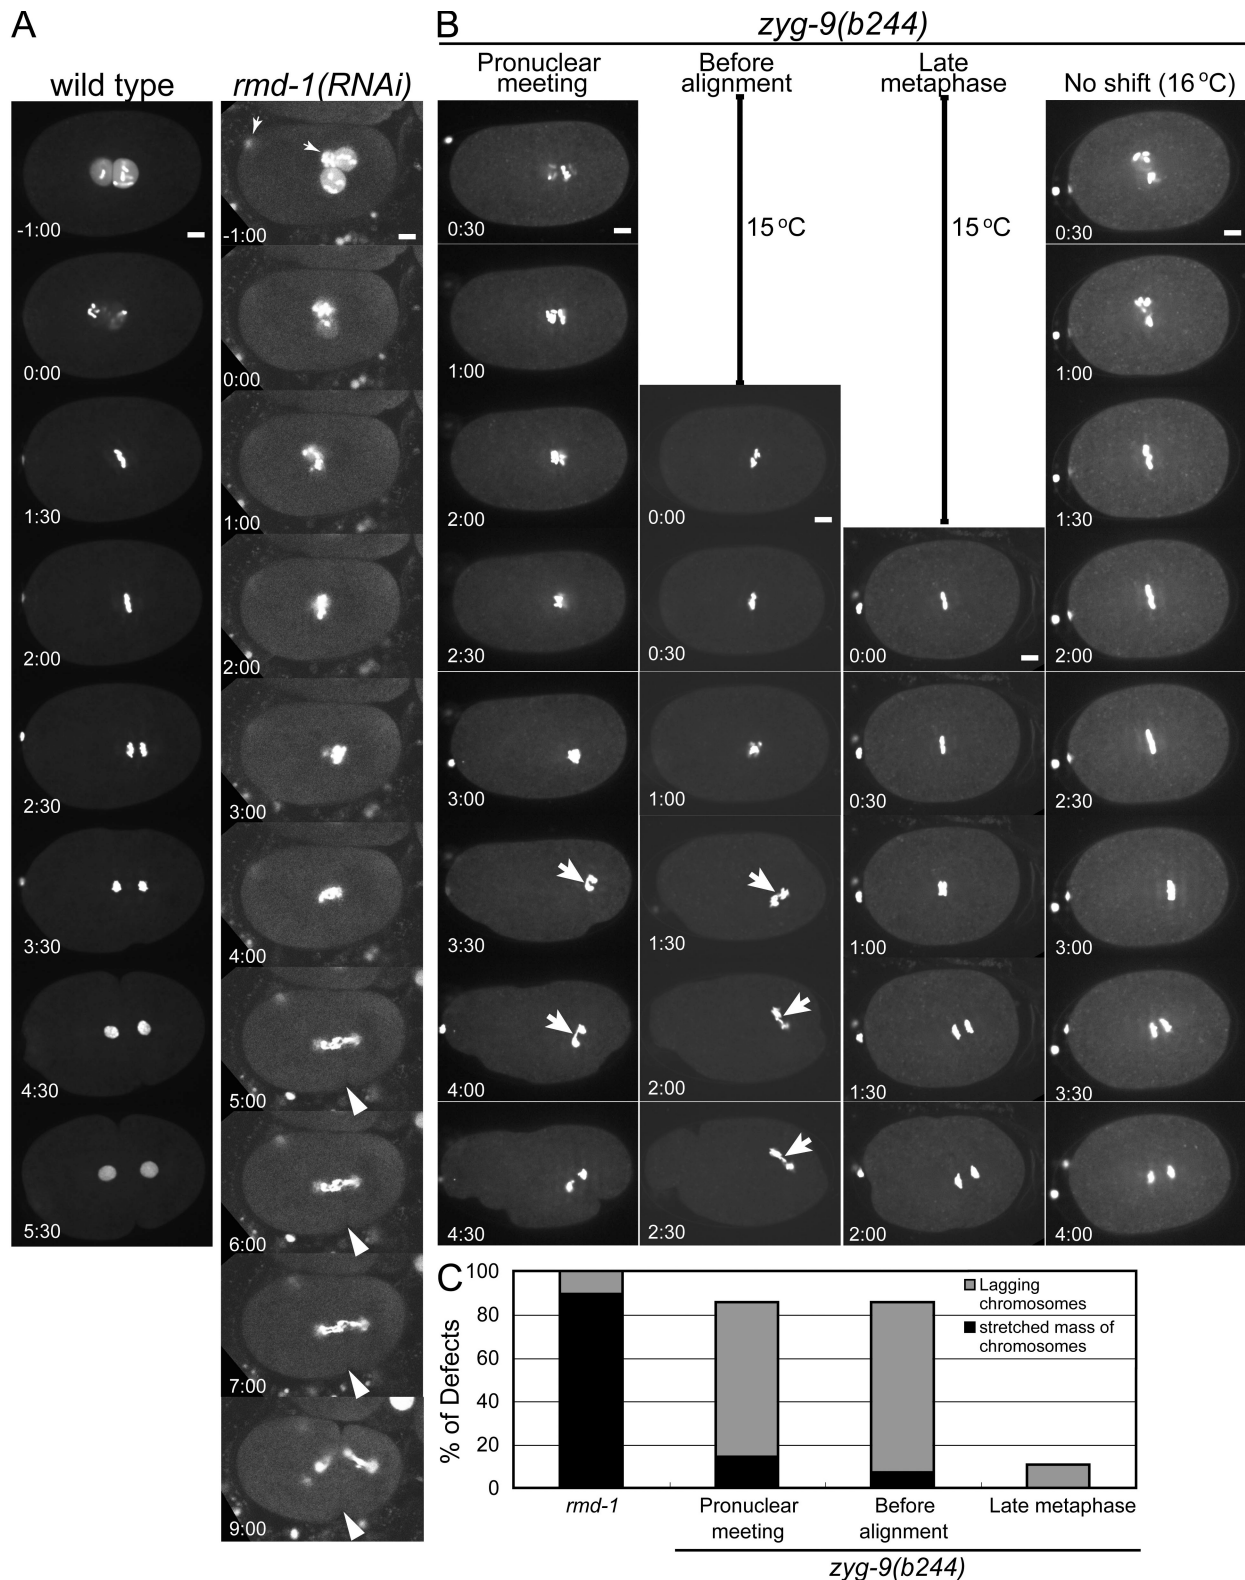 A
wild type
rmd-1(RNAi)
-1:00
0:00
1:30
2:00
2:30
3:30
4:30
5:30
-1:00
0:00
1:00
2:00
3:00
4:00
5:00
6:00
7:00
9:00
B
zyg-9(b244)
Pronuclear
meeting
Before
alignment
Late
metaphase
No shift (16 °C)
0:30
1:00
2:00
2:30
3:00
3:30
4:00
4:30
15 °C
0:00
0:30
1:00
1:30
2:00
2:30
15 °C
0:00
0:30
1:00
1:30
2:00
0:30
1:00
1:30
2:00
2:30
3:00
3:30
4:00
C
% of Defects
100
80
60
40
20
0
Lagging
chromosomes
stretched mass of
chromosomes
rmd-1
Pronuclear
meeting
Before
alignment
Late metaphase
zyg-9(b244)